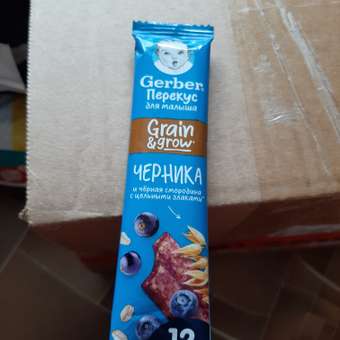 Gerber®
Перекус
для малыша
Grain
&grow®
ЧЕРНИКА
и чёрная смородина
с цельными злаками*
12